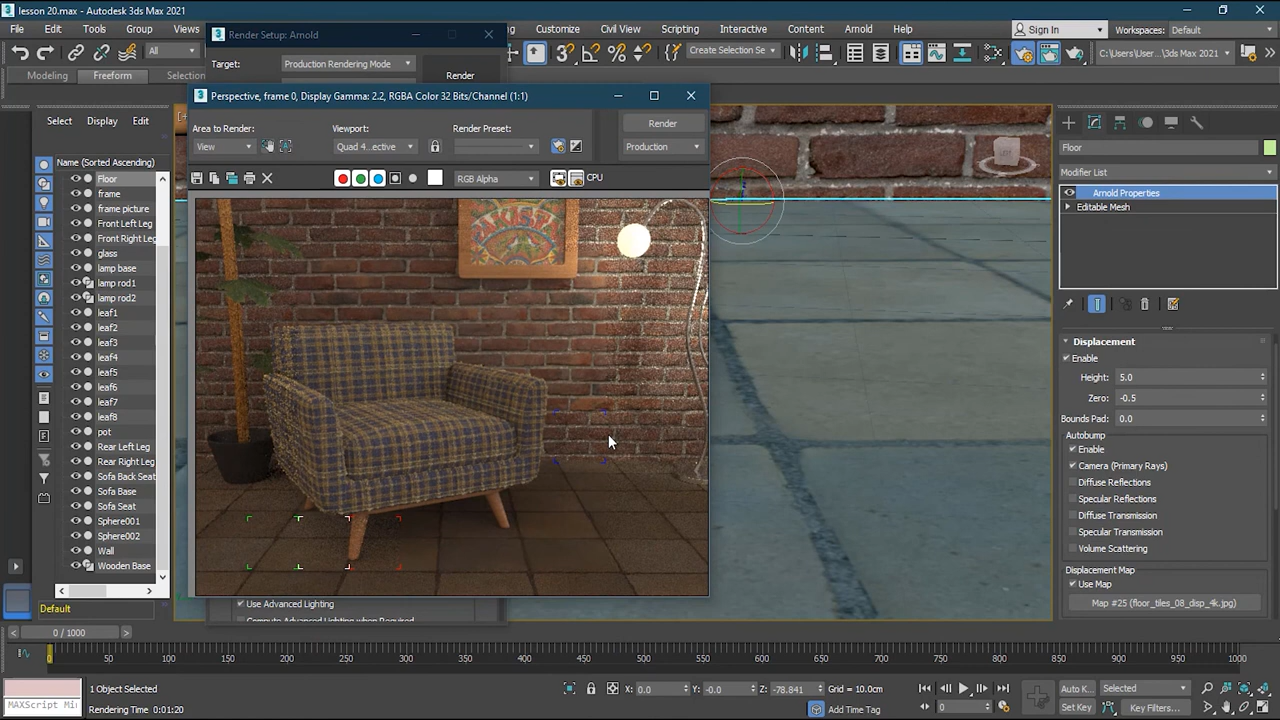 lesson 20.max - Autodesk 3ds Max 2021
File Edit Tools Group
Render Setup: Arnold
Customize Civil View Substance Scripting Interactive Content Arnold Help
Sign In
Workspaces: Default
All
Target: Production Rendering Mode
Create Selection Se
C:\Users\User ...\3ds Max 2021
Render
Modeling Freeform Selection
Perspective, frame 0, Display Gamma: 2.2, RGBA Color 32 Bits/Channel (1:1)
Select Display Edit
Area to Render: Viewport: Render Preset: Render
View Quad 4...ective Production
RGB Alpha CPU
Floor
Modifier List
Arnold Properties
Editable Mesh
Name (Sorted Ascending)
Floor
frame
frame picture
Front Left Leg
Front Right Leg
glass
lamp base
lamp rod1
lamp rod2
leaf1
leaf2
leaf3
leaf4
leaf5
leaf6
leaf7
leaf8
pot
Rear Left Leg
Rear Right Leg
Sofa Back Seat
Sofa Base
Sofa Seat
Sphere001
Sphere002
Wall
Wooden Base
Default
Displacement
Enable
Height: 5.0
Zero: -0.5
Bounds Pad: 0.0
Autobump
Enable
Camera (Primary Rays)
Diffuse Reflections
Specular Reflections
Diffuse Transmission
Specular Transmission
Volume Scattering
Displacement Map
Use Map
Map #25 (floor_tiles_08_disp_4k.jpg)
Use Advanced Lighting
Compute Advanced Lighting when Required
0 / 1000
0 50 100 150 200 250 300 350 400 450 500 550 600 650 700 750 800 850 900 950 1000
1 Object Selected
X: 0.0 Y: -0.0 Z: -78.841 Grid = 10.0cm
Auto K... Selected
MAXScript Mi
Rendering Time 0:01:20
Add Time Tag
0
Set Key Key Filters...